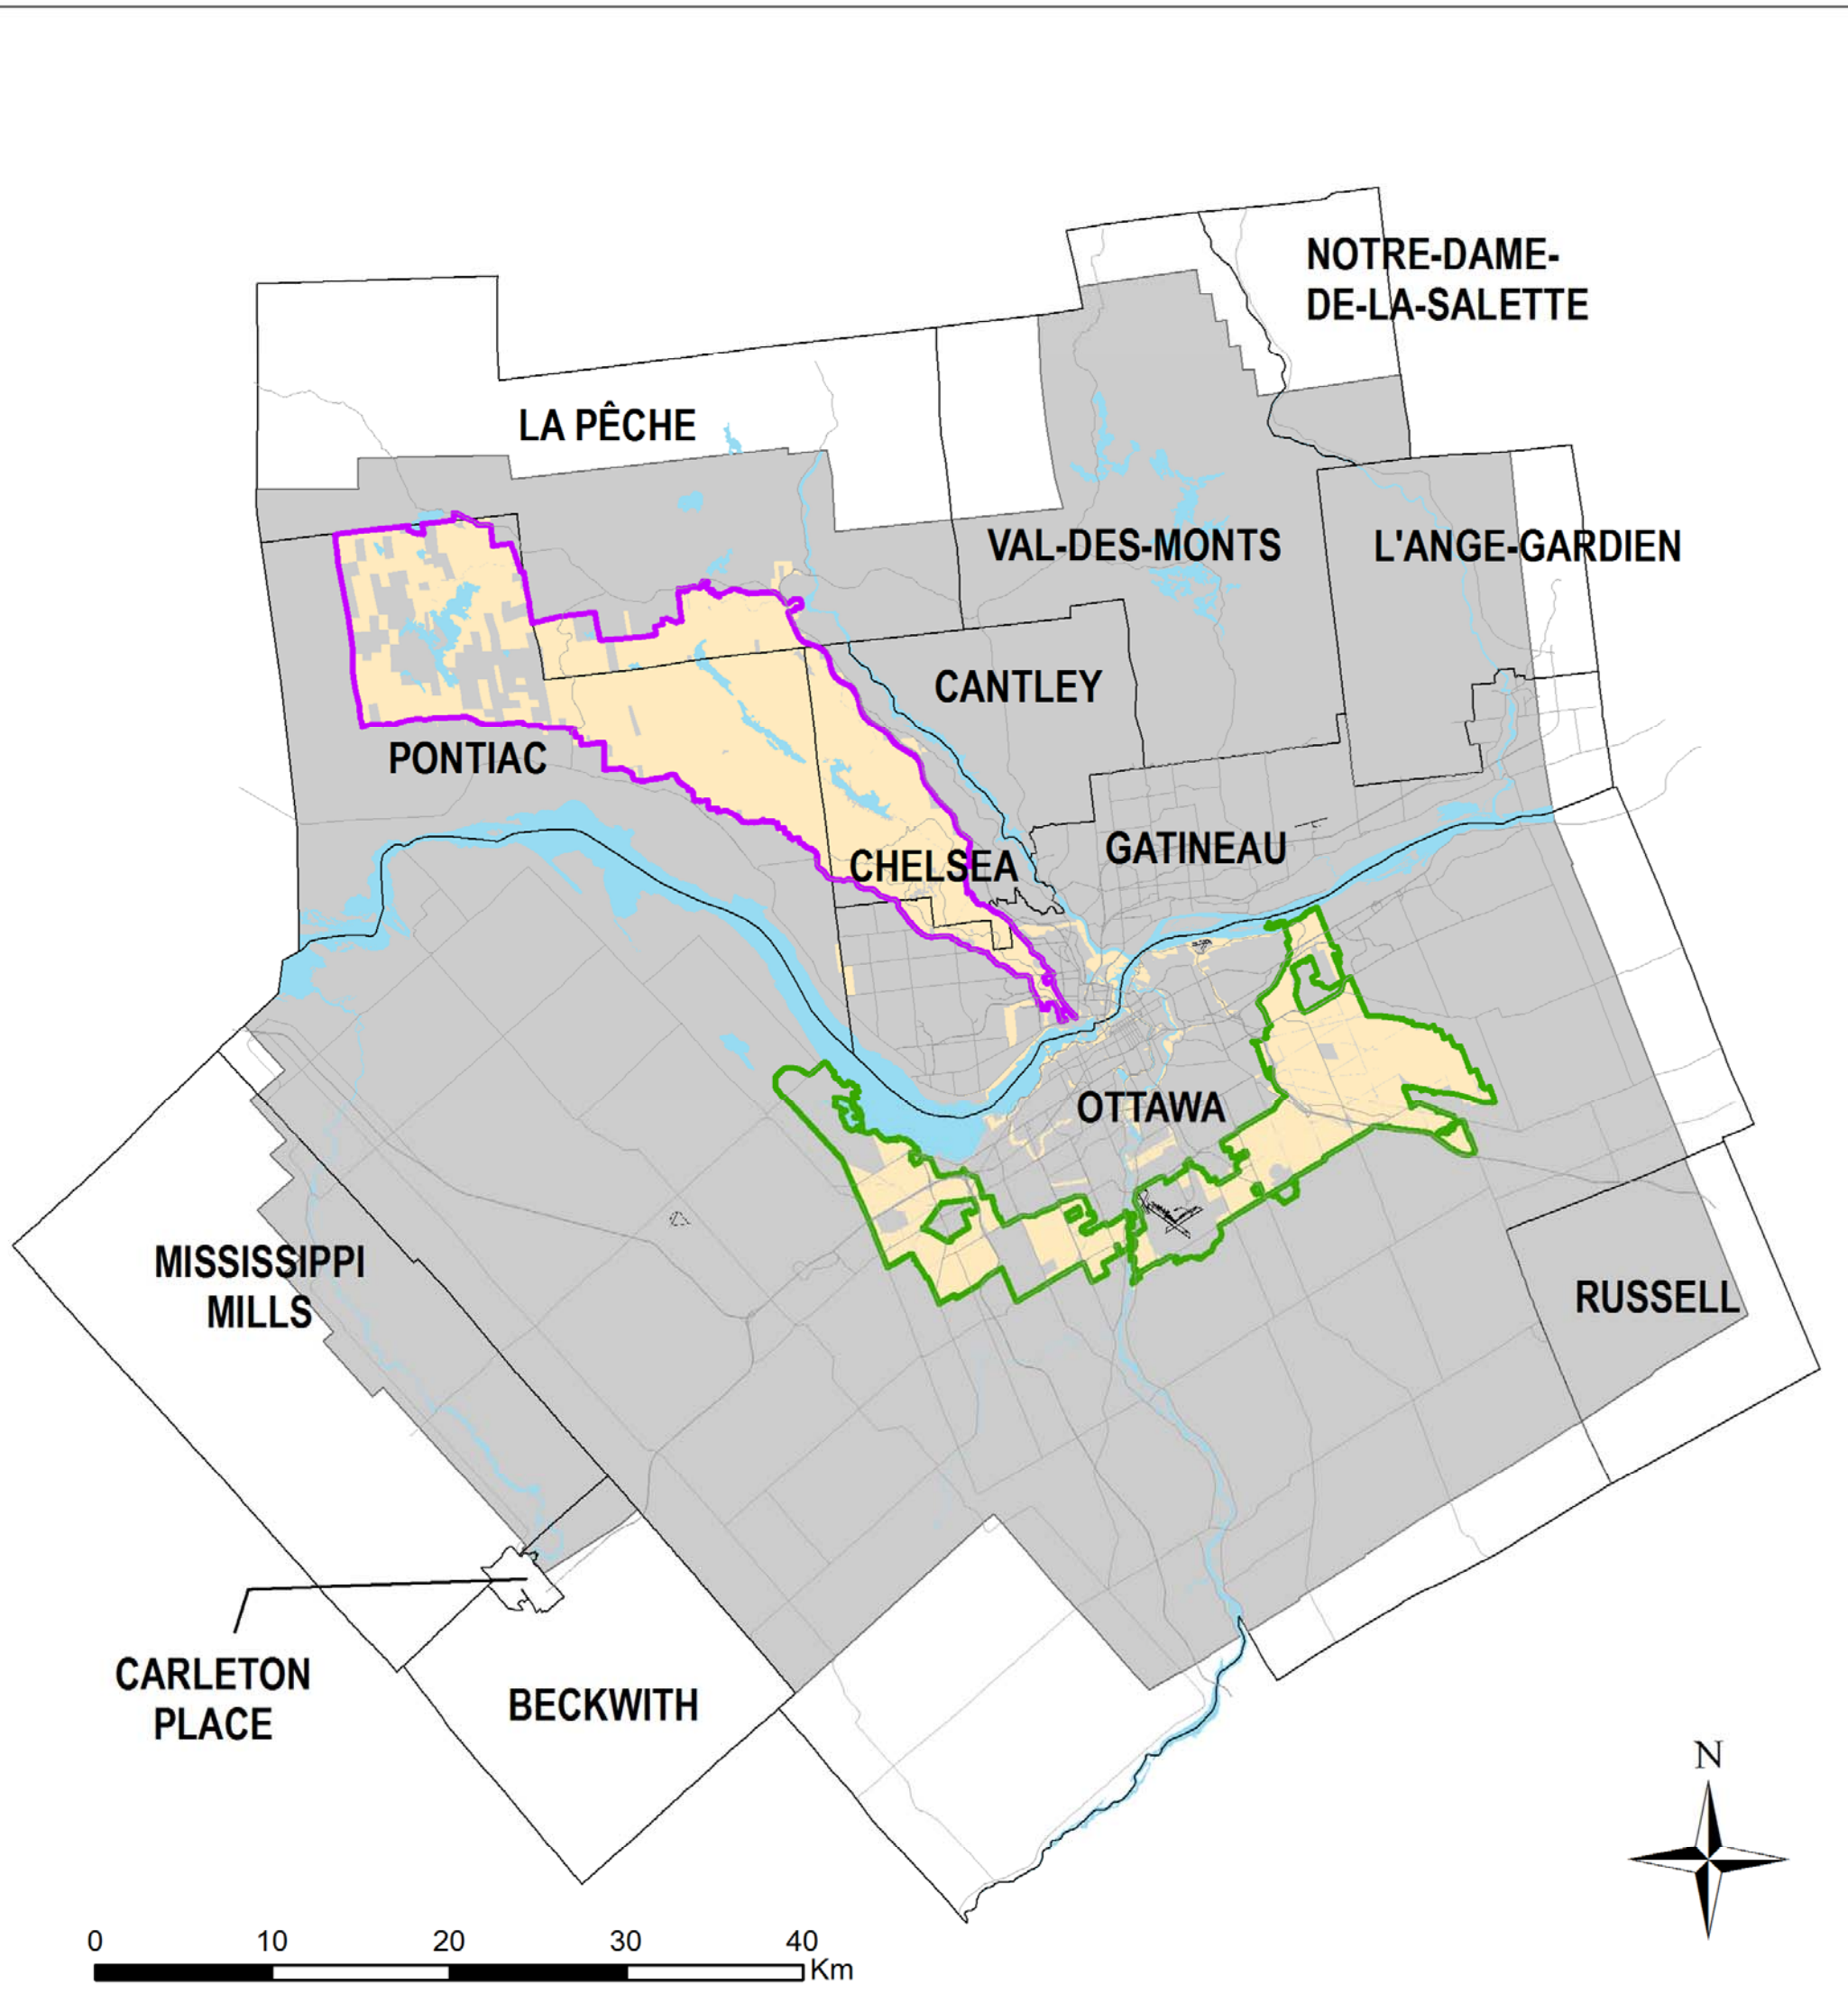 NOTRE-DAME-
DE-LA-SALETTE
LA PÊCHE
VAL-DES-MONTS
L'ANGE-GARDIEN
CANTLEY
PONTIAC
CHELSEA
GATINEAU
OTTAWA
MISSISSIPPI
MILLS
RUSSELL
CARLETON
PLACE
BECKWITH
N
0 10 20 30 40
Km